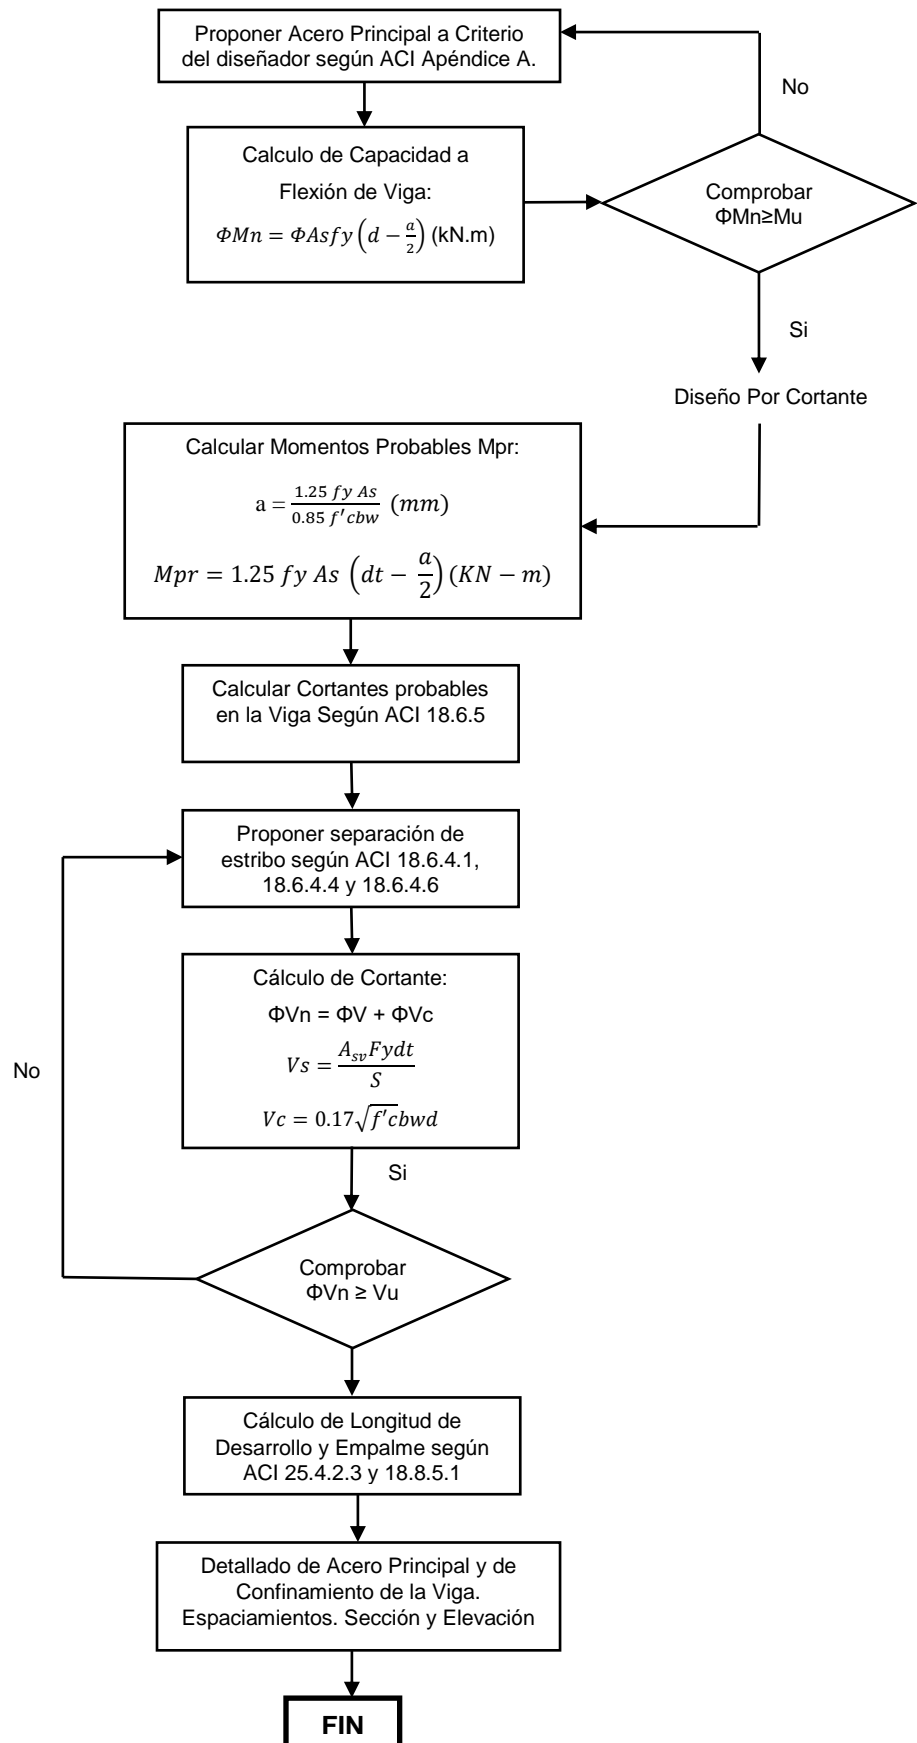 Proponer Acero Principal a Criterio
del diseñador según ACI Apéndice A.
No
Calculo de Capacidad a
Flexión de Viga:
ΦMn = ΦAsfy(d − a/2) (kN.m)
Comprobar
ΦMn≥Mu
Si
Diseño Por Cortante
Calcular Momentos Probables Mpr:
a = 1.25 fy As / 0.85 f'cbw (mm)
Mpr = 1.25 fy As (dt − a/2) (KN − m)
Calcular Cortantes probables
en la Viga Según ACI 18.6.5
Proponer separación de
estribo según ACI 18.6.4.1,
18.6.4.4 y 18.6.4.6
Cálculo de Cortante:
ΦVn = ΦV + ΦVc
Vs = A_sv Fydt / S
Vc = 0.17√f'c bwd
No
Si
Comprobar
ΦVn ≥ Vu
Cálculo de Longitud de
Desarrollo y Empalme según
ACI 25.4.2.3 y 18.8.5.1
Detallado de Acero Principal y de
Confinamiento de la Viga.
Espaciamientos. Sección y Elevación
FIN